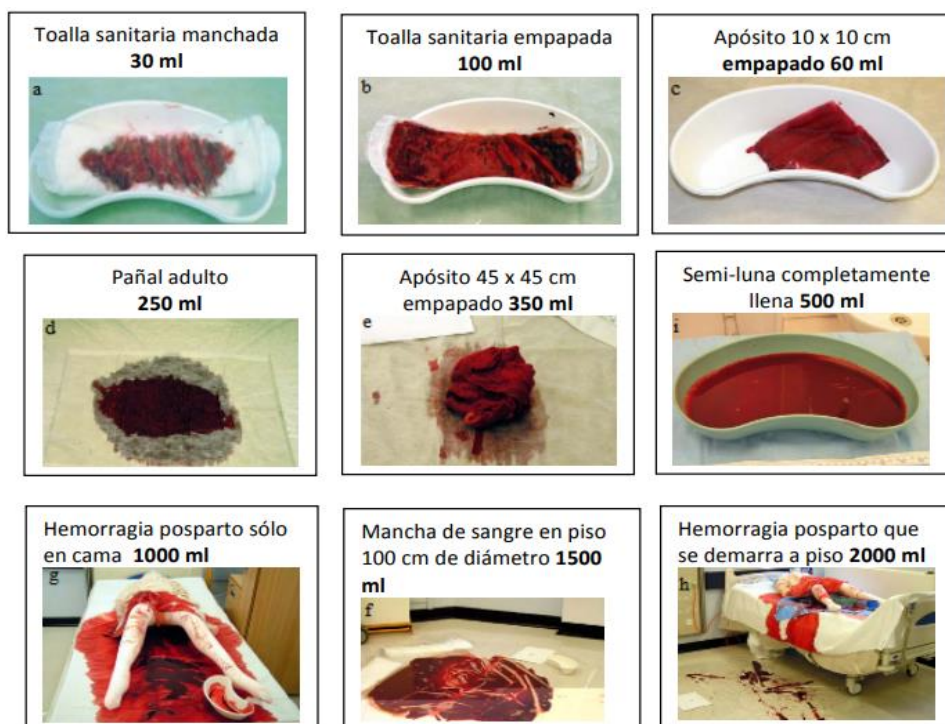 Toalla sanitaria manchada
30 ml
a
Toalla sanitaria empapada
100 ml
b
Apósito 10 x 10 cm
empapado 60 ml
c
Pañal adulto
250 ml
d
Apósito 45 x 45 cm
empapado 350 ml
e
Semi-luna completamente
llena 500 ml
i
Hemorragia posparto sólo
en cama 1000 ml
g
Mancha de sangre en piso
100 cm de diámetro 1500
ml
f
Hemorragia posparto que
se demarra a piso 2000 ml
h